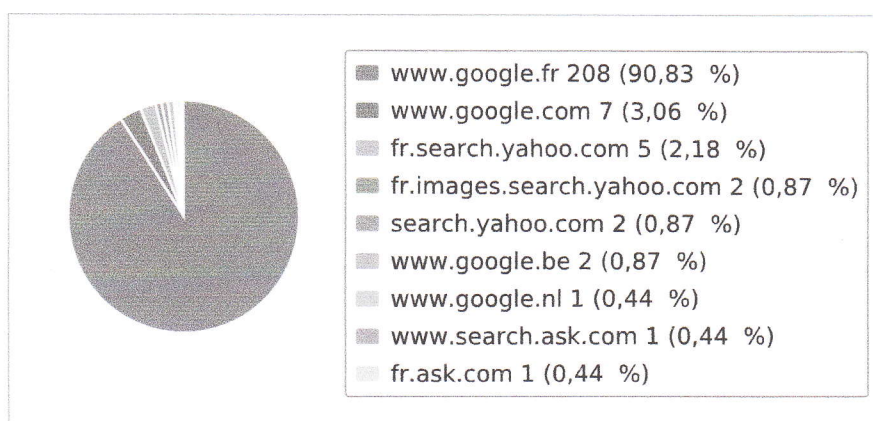 www.google.fr 208 (90,83 %)
www.google.com 7 (3,06 %)
fr.search.yahoo.com 5 (2,18 %)
fr.images.search.yahoo.com 2 (0,87 %)
search.yahoo.com 2 (0,87 %)
www.google.be 2 (0,87 %)
www.google.nl 1 (0,44 %)
www.search.ask.com 1 (0,44 %)
fr.ask.com 1 (0,44 %)